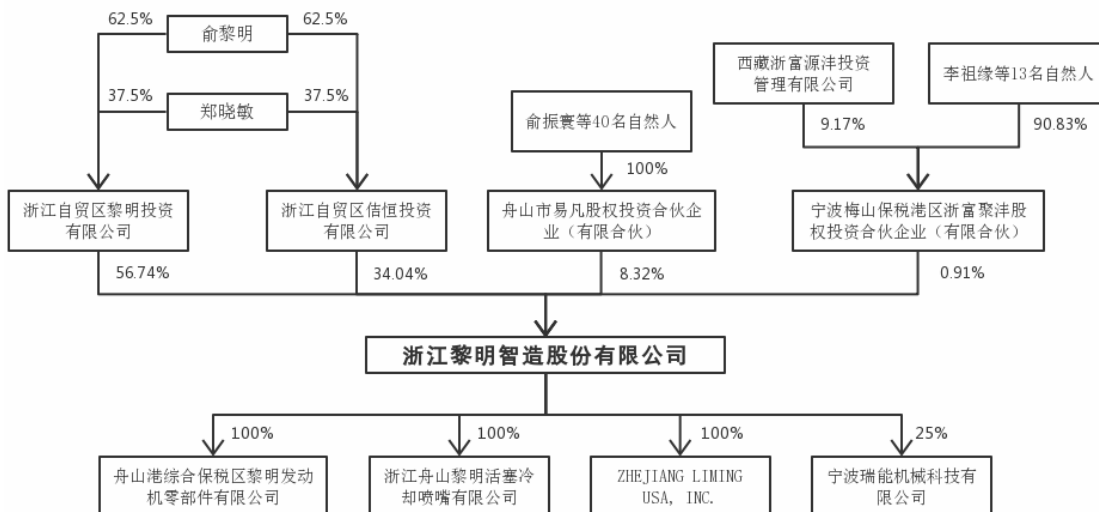 62.5%
俞黎明
62.5%
37.5%
郑晓敏
37.5%
西藏浙富源沣投资
管理有限公司
李祖缘等13名自然人
俞振寰等40名自然人
9.17%
90.83%
100%
浙江自贸区黎明投资
有限公司
浙江自贸区佶恒投资
有限公司
舟山市易凡股权投资合伙企
业（有限合伙）
宁波梅山保税港区浙富聚沣股
权投资合伙企业（有限合伙）
56.74%
34.04%
8.32%
0.91%
浙江黎明智造股份有限公司
100%
100%
100%
25%
舟山港综合保税区黎明发动
机零部件有限公司
浙江舟山黎明活塞冷
却喷嘴有限公司
ZHEJIANG LIMING
USA, INC.
宁波瑞能机械科技有
限公司